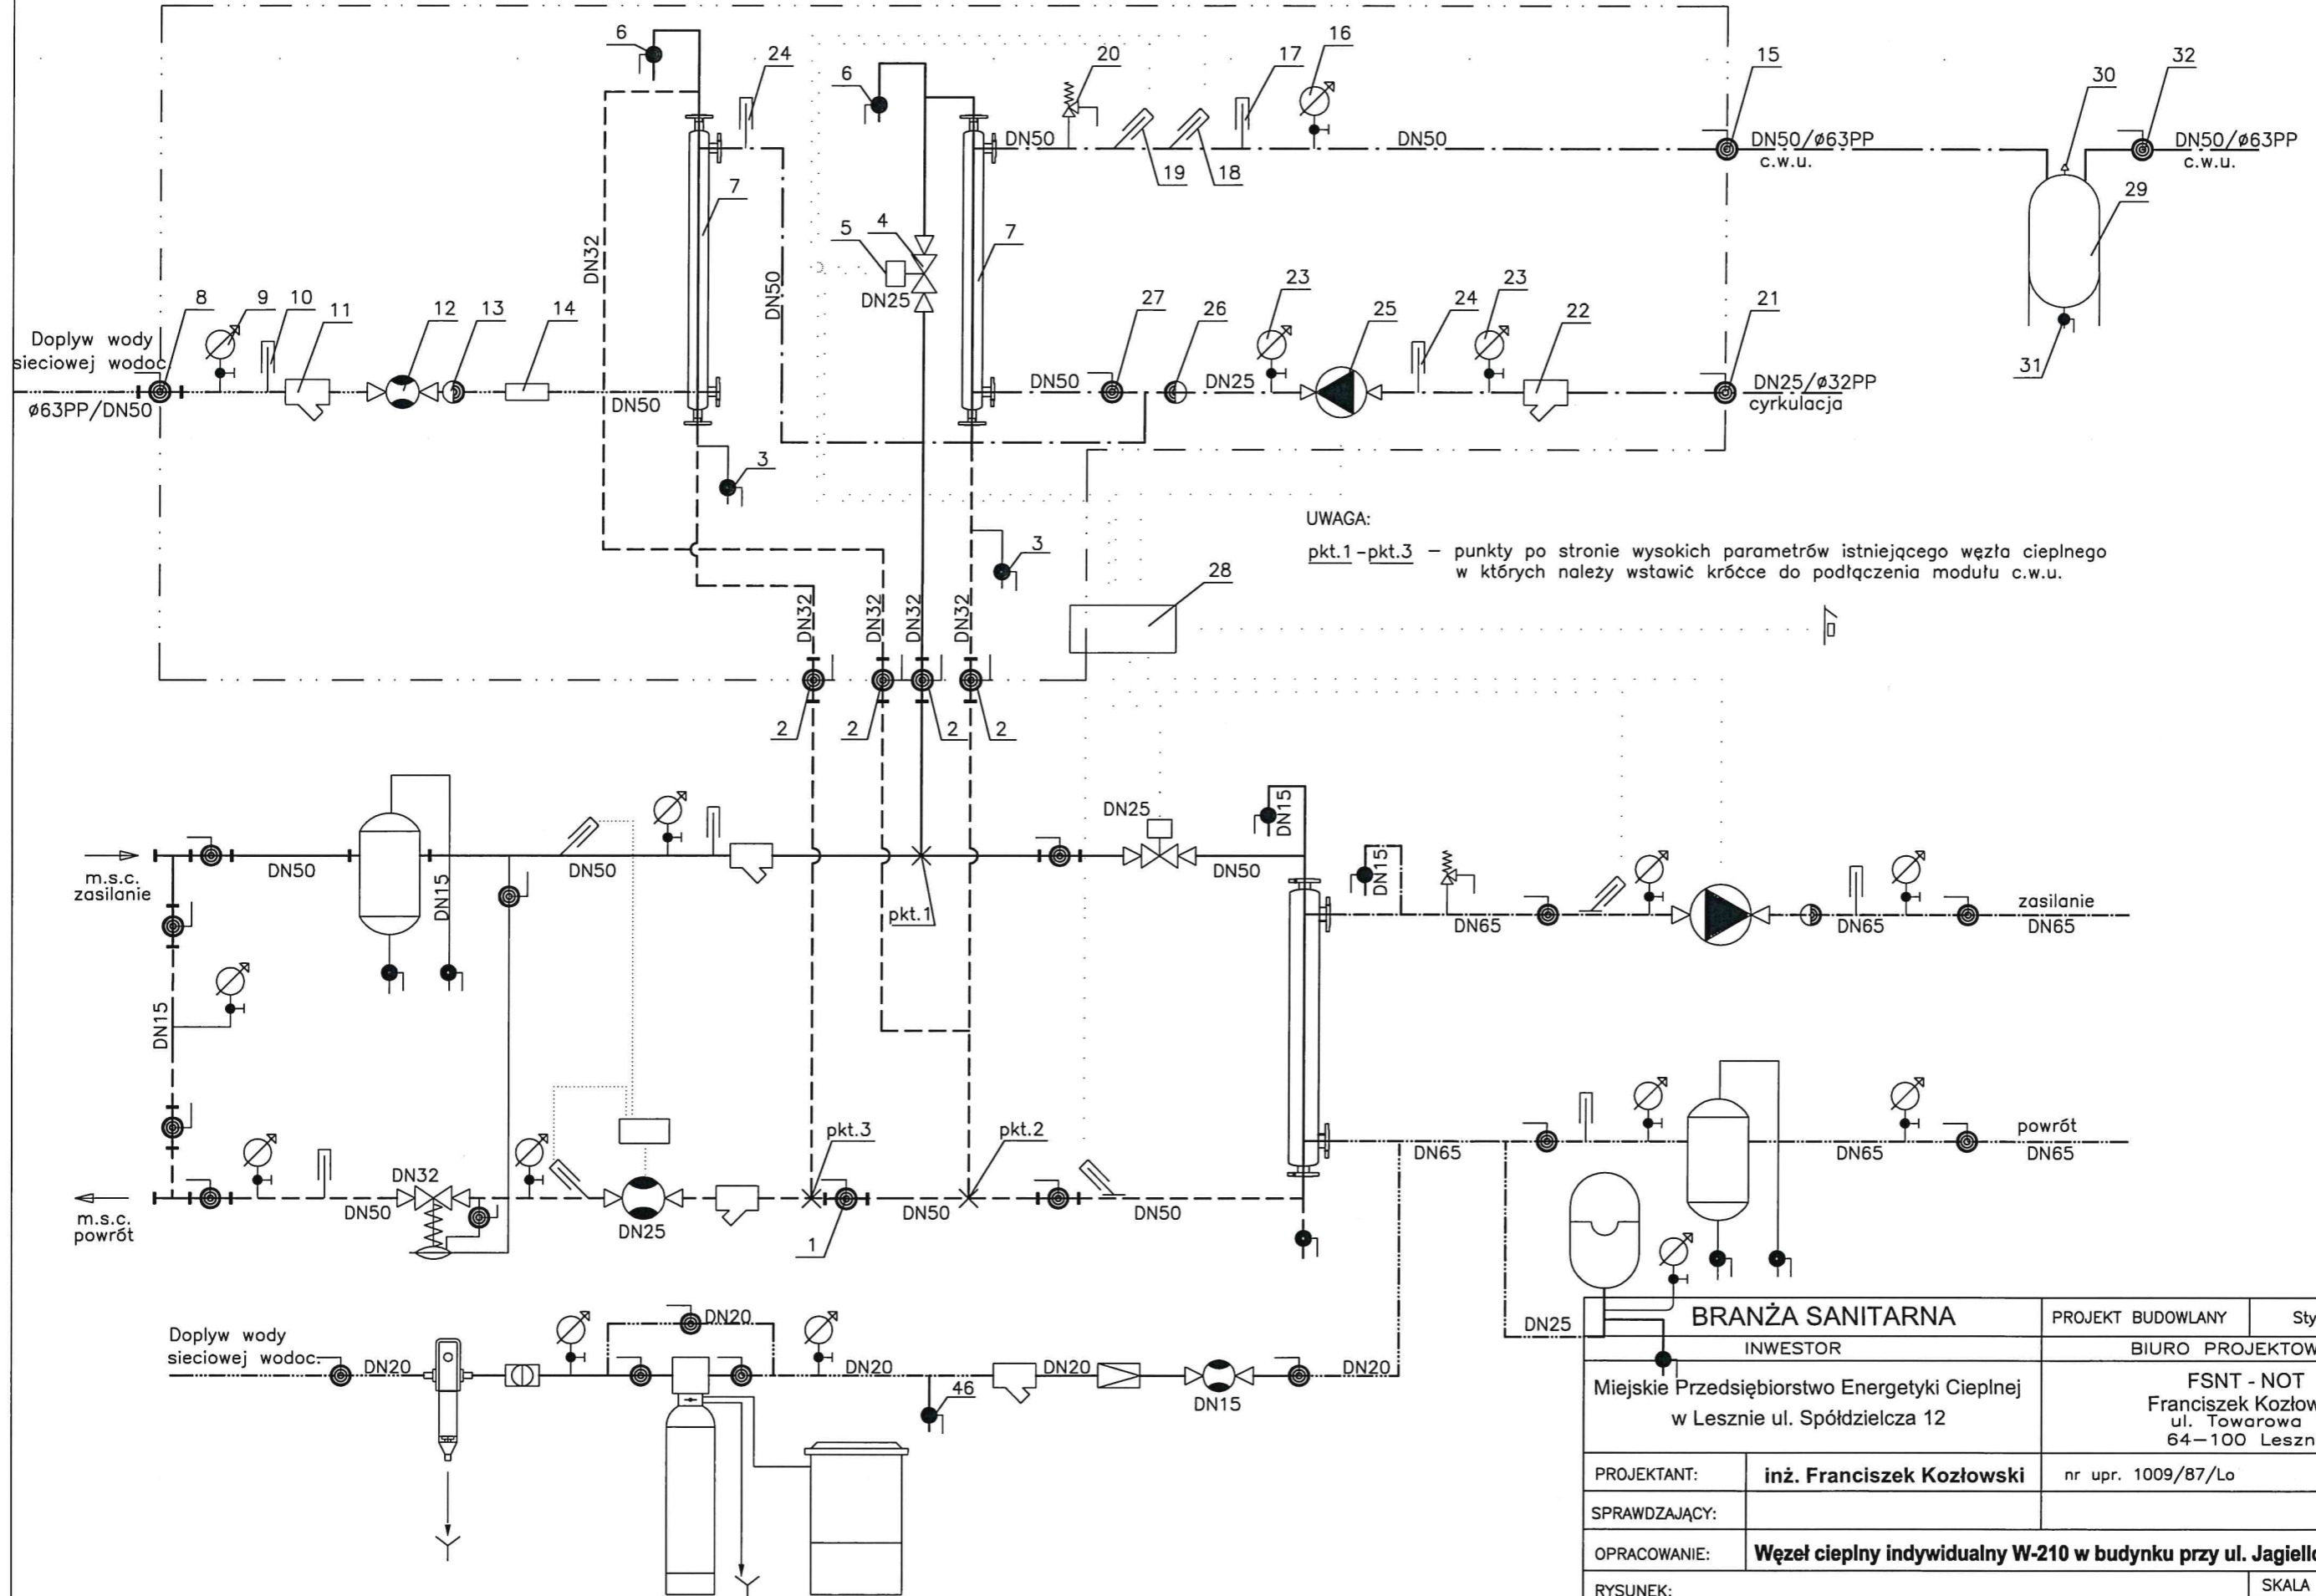 6
24
6
20
16
17
15
30
32
DN50
19
18
DN50
DN50/ø63PP
c.w.u.
DN50/ø63PP
c.w.u.
29
7
DN32
5
4
7
DN25
DN50
8
9
10
11
12
13
14
27
26
23
25
24
23
22
21
31
Doplyw wody
sieciowej wodoc.
ø63PP/DN50
DN50
DN50
DN25
DN25/ø32PP
cyrkulacja
3
3
UWAGA:
pkt.1-pkt.3 – punkty po stronie wysokich parametrów istniejącego węzła cieplnego
w których należy wstawić króćce do podłączenia modułu c.w.u.
28
DN32
DN32
DN32
DN32
2
2
2
2
DN25
DN15
m.s.c.
zasilanie
DN50
DN15
DN50
pkt.1
DN50
DN15
DN65
DN65
zasilanie
DN65
DN15
pkt.3
pkt.2
m.s.c.
powrót
DN32
DN50
DN25
1
DN50
DN50
DN65
DN65
powrót
DN65
DN25
Doplyw wody
sieciowej wodoc.
DN20
DN20
DN20
46
DN20
DN15
DN20
BRANŻA SANITARNA
PROJEKT BUDOWLANY
INWESTOR
BIURO PROJEKTOW
Miejskie Przedsiębiorstwo Energetyki Cieplnej
w Lesznie ul. Spółdzielcza 12
FSNT - NOT
Franciszek Kozłow
ul. Towarowa
64-100 Leszn
PROJEKTANT:
inż. Franciszek Kozłowski
nr upr. 1009/87/Lo
SPRAWDZAJĄCY:
OPRACOWANIE:
Węzeł cieplny indywidualny W-210 w budynku przy ul. Jagiello
RYSUNEK:
SKALA